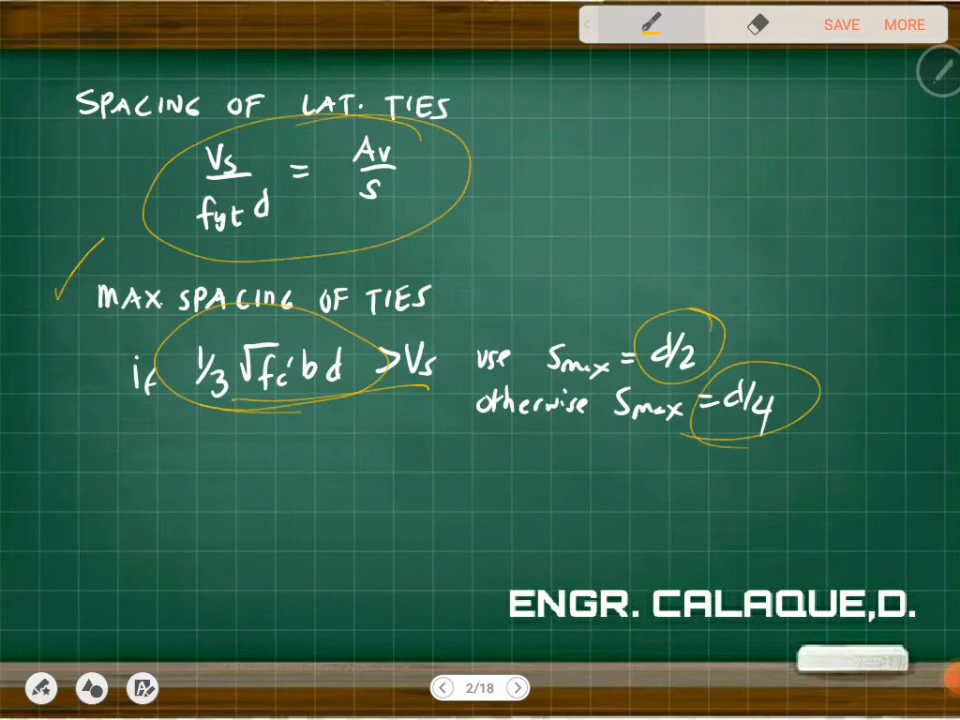 SAVE MORE
SPACING OF LAT. TIES
Vs/fyt d = Av/s
MAX SPACING OF TIES
if 1/3 √fc' b d > Vs use Smax = d/2
otherwise Smax = d/4
ENGR. CALAQUE,D.
2/18